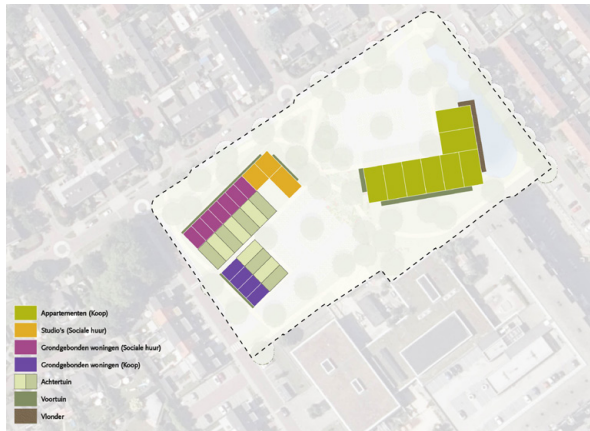 Appartementen (Koop)
Studio's (Sociale huur)
Grondgebonden woningen (Sociale huur)
Grondgebonden woningen (Koop)
Achtertuin
Voortuin
Vlonder